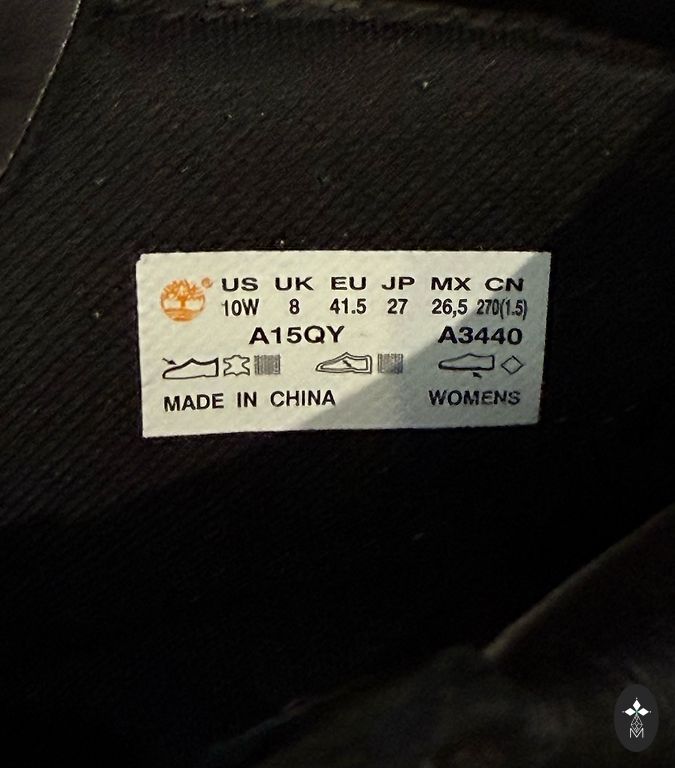 US UK EU JP MX CN
10W 8 41.5 27 26,5 270(1.5)
A15QY A3440
MADE IN CHINA WOMENS
M